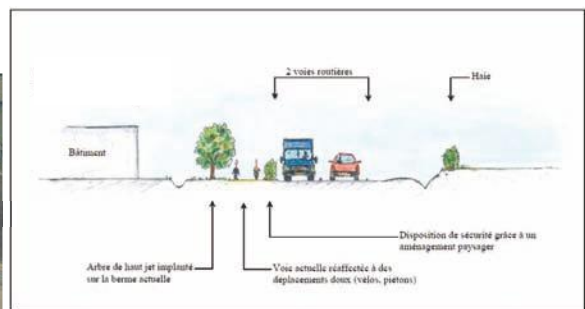 2 voies routières
Haie
Bâtiment
Disposition de sécurité grâce à un
aménagement paysager
Arbre de haut jet implanté
sur la berme actuelle
Voie actuelle réaffectée à des
déplacements doux (vélos, piétons)